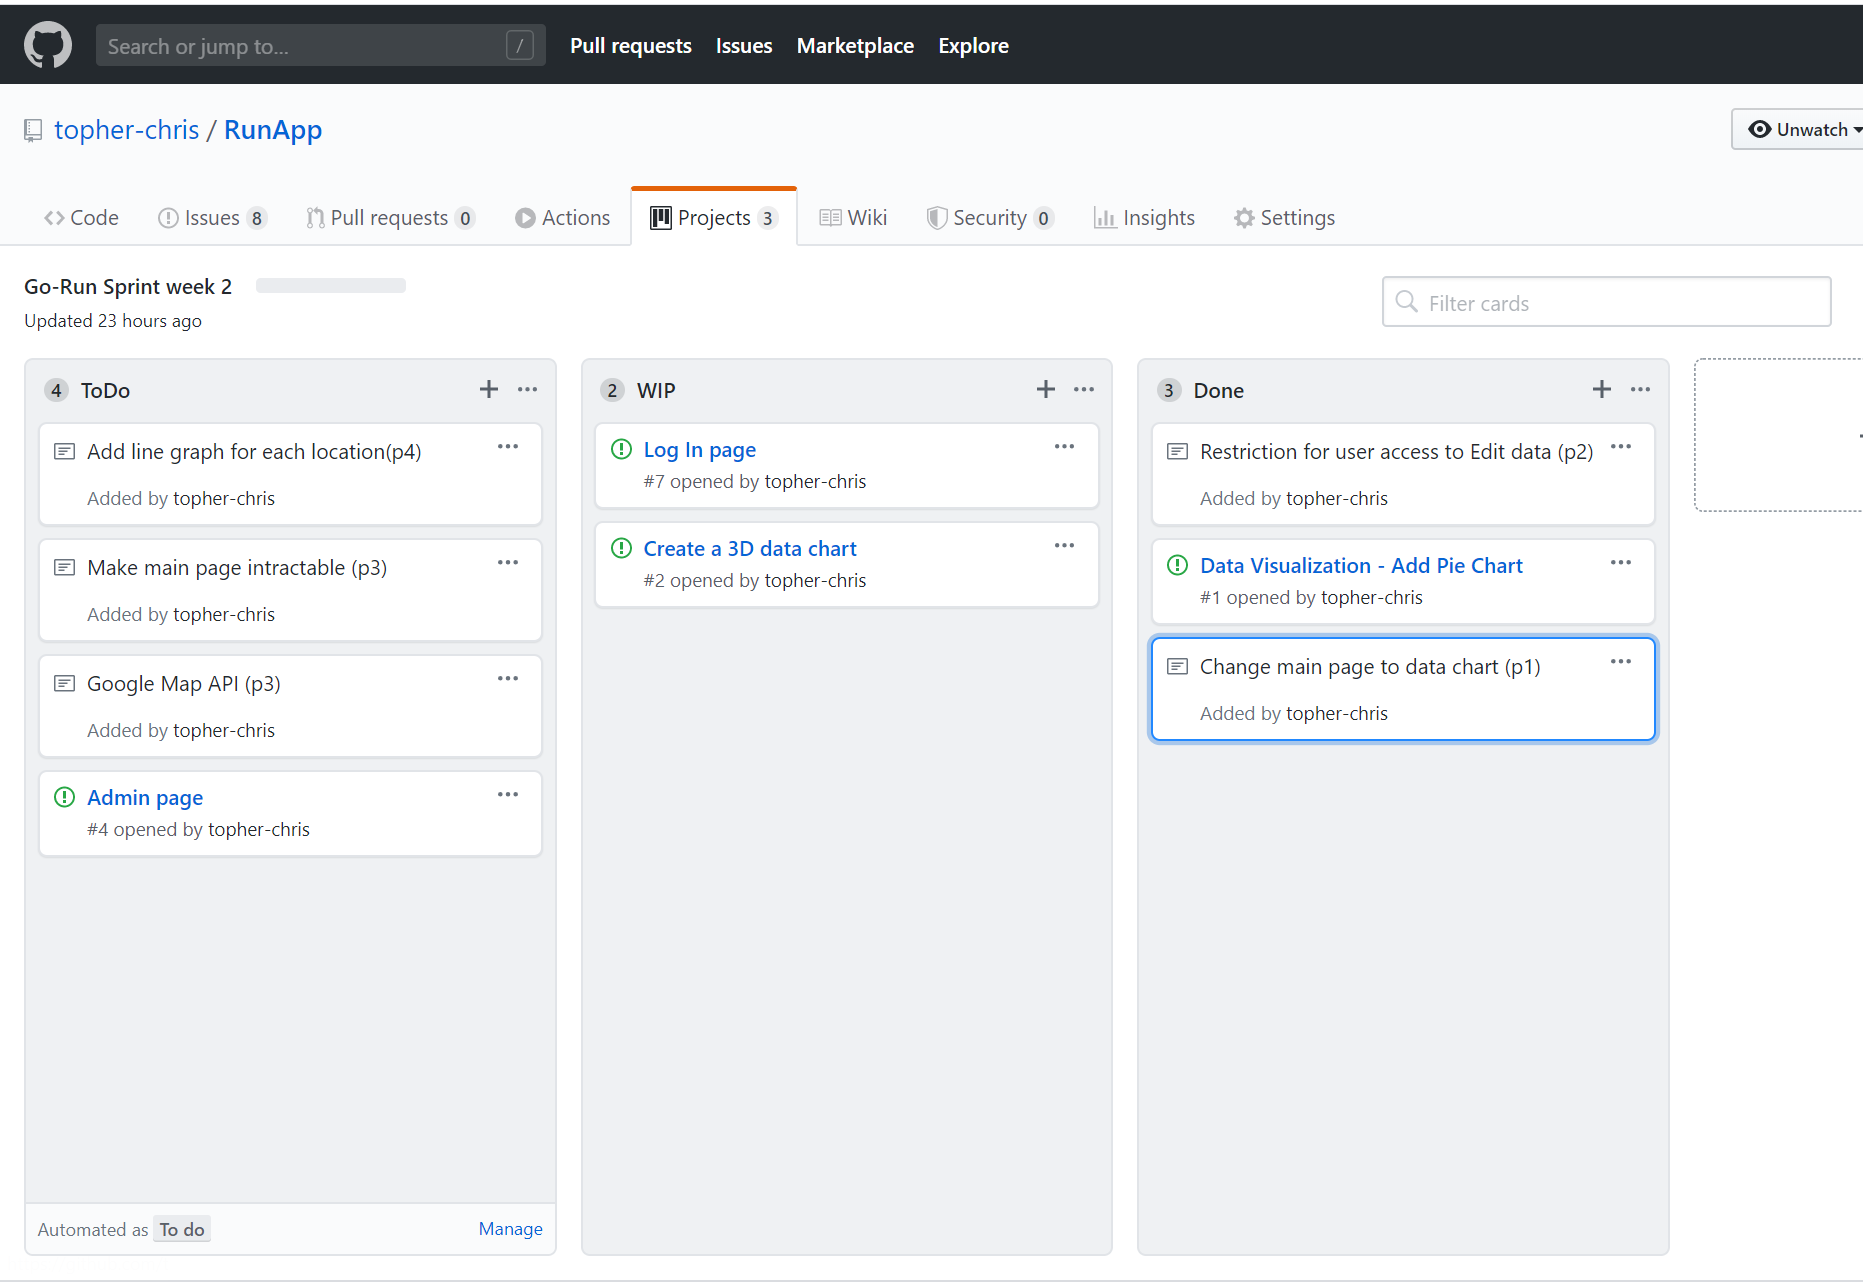 Search or jump to... /
Pull requests Issues Marketplace Explore
topher-chris / RunApp
Unwatch
Code Issues 8 Pull requests 0 Actions Projects 3 Wiki Security 0 Insights Settings
Go-Run Sprint week 2
Updated 23 hours ago
Filter cards
4 ToDo
Add line graph for each location(p4)
Added by topher-chris
Make main page intractable (p3)
Added by topher-chris
Google Map API (p3)
Added by topher-chris
Admin page
#4 opened by topher-chris
Automated as To do Manage
2 WIP
Log In page
#7 opened by topher-chris
Create a 3D data chart
#2 opened by topher-chris
3 Done
Restriction for user access to Edit data (p2)
Added by topher-chris
Data Visualization - Add Pie Chart
#1 opened by topher-chris
Change main page to data chart (p1)
Added by topher-chris